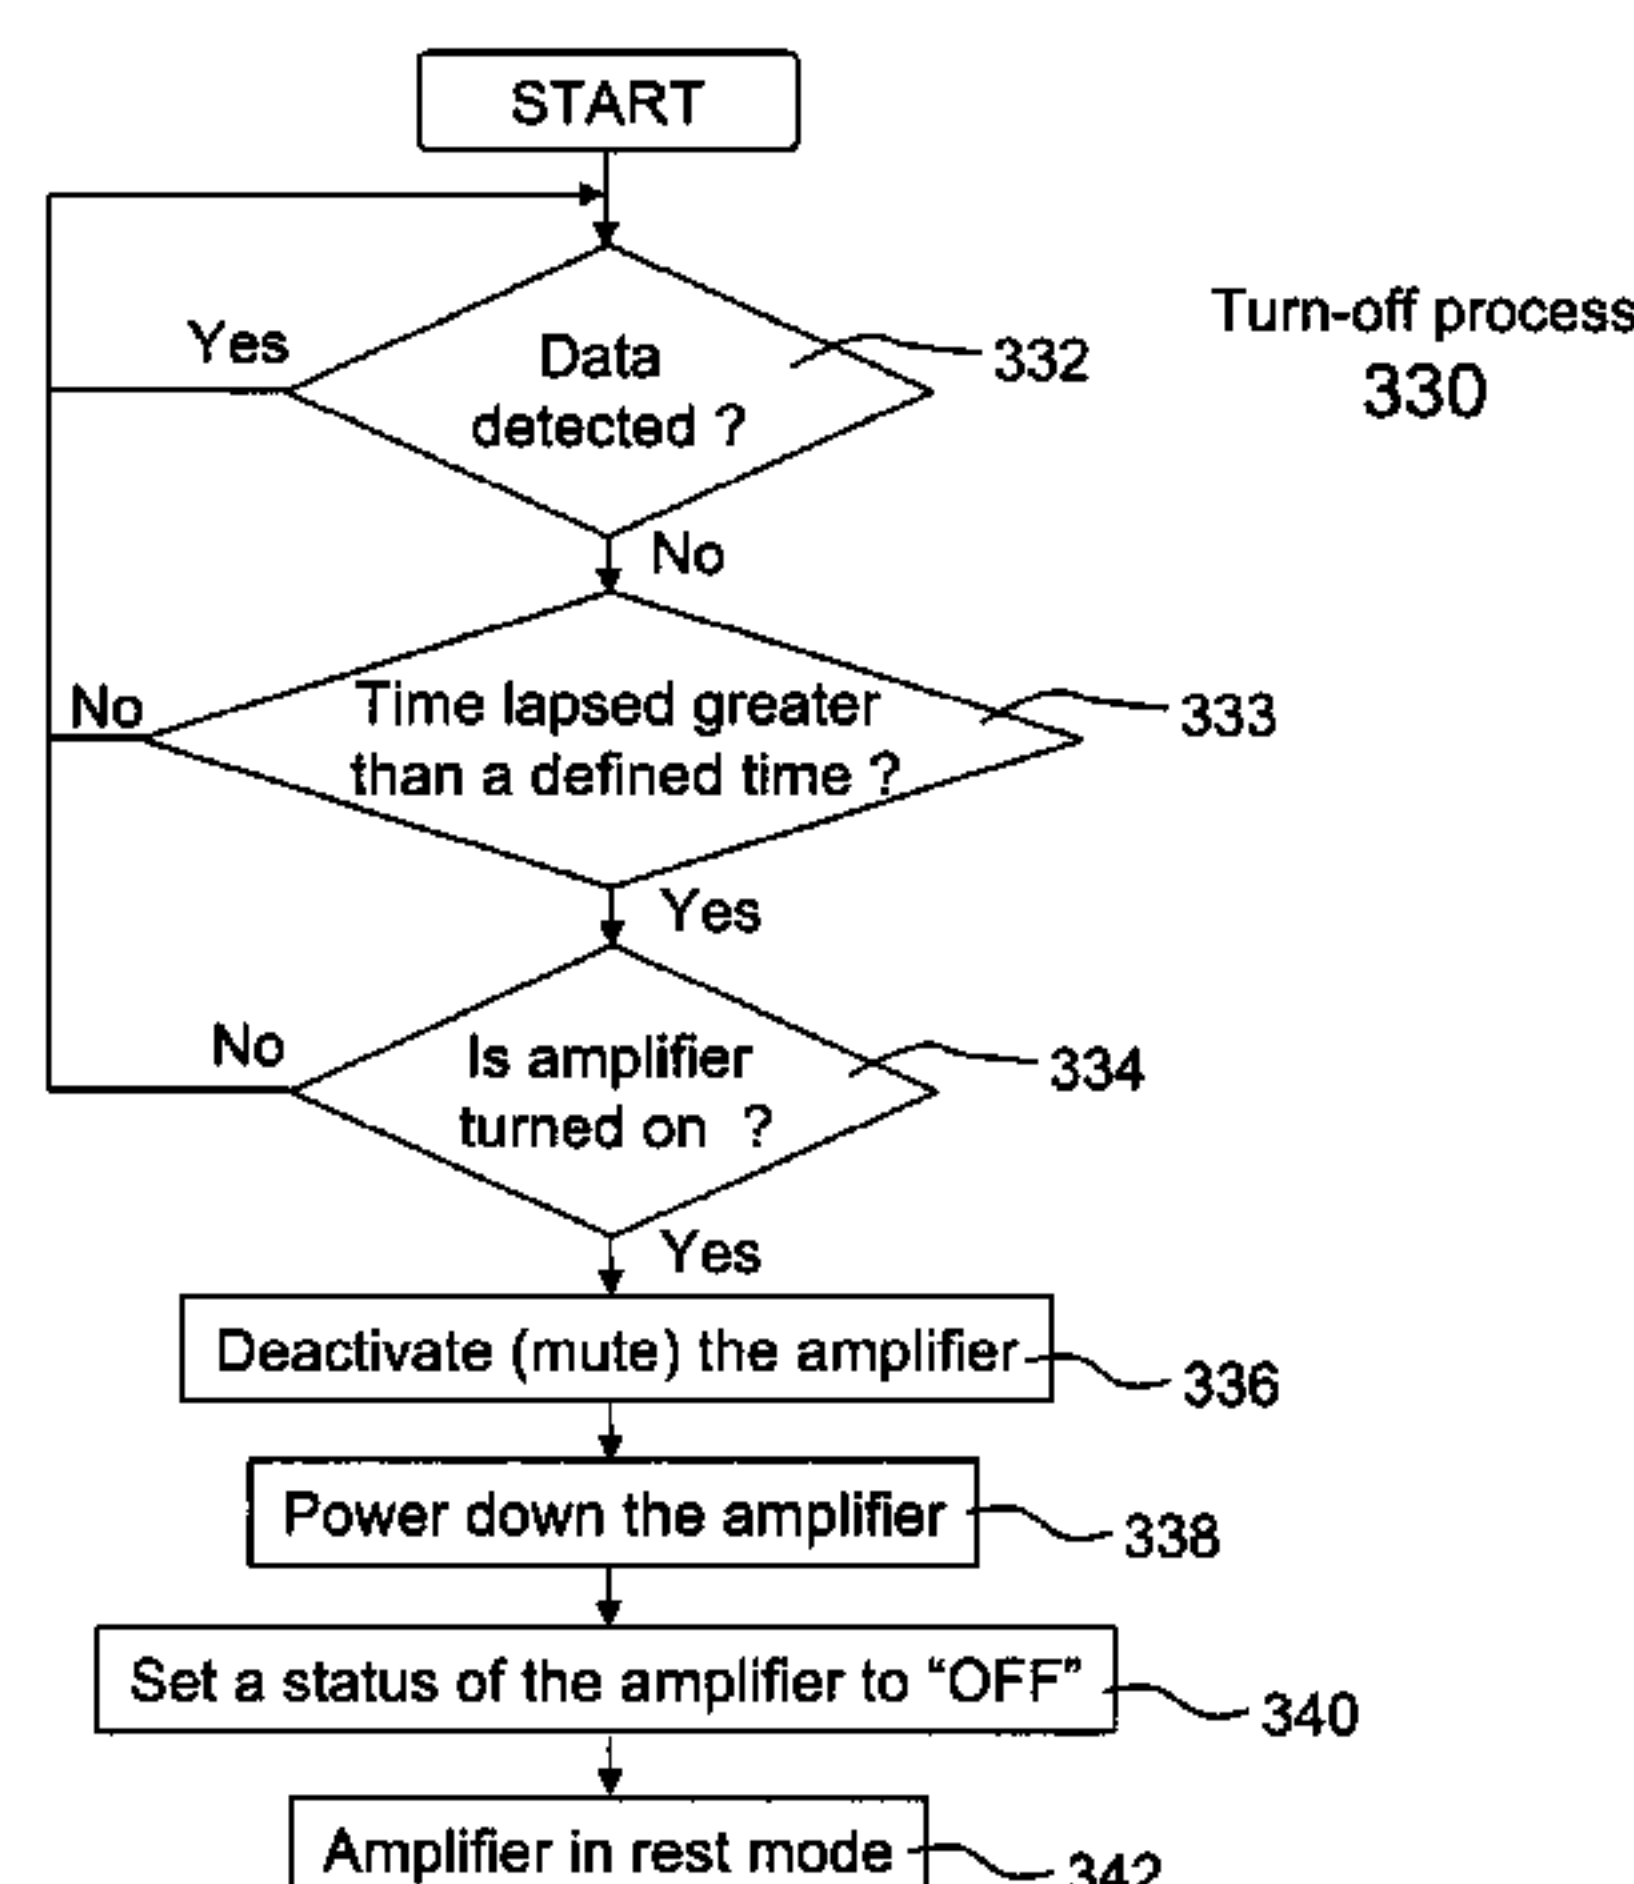 START
Yes
Data
detected ?
332
Turn-off process
330
No
No
Time lapsed greater
than a defined time ?
333
Yes
No
Is amplifier
turned on ?
334
Yes
Deactivate (mute) the amplifier
336
Power down the amplifier
338
Set a status of the amplifier to “OFF”
340
Amplifier in rest mode
342